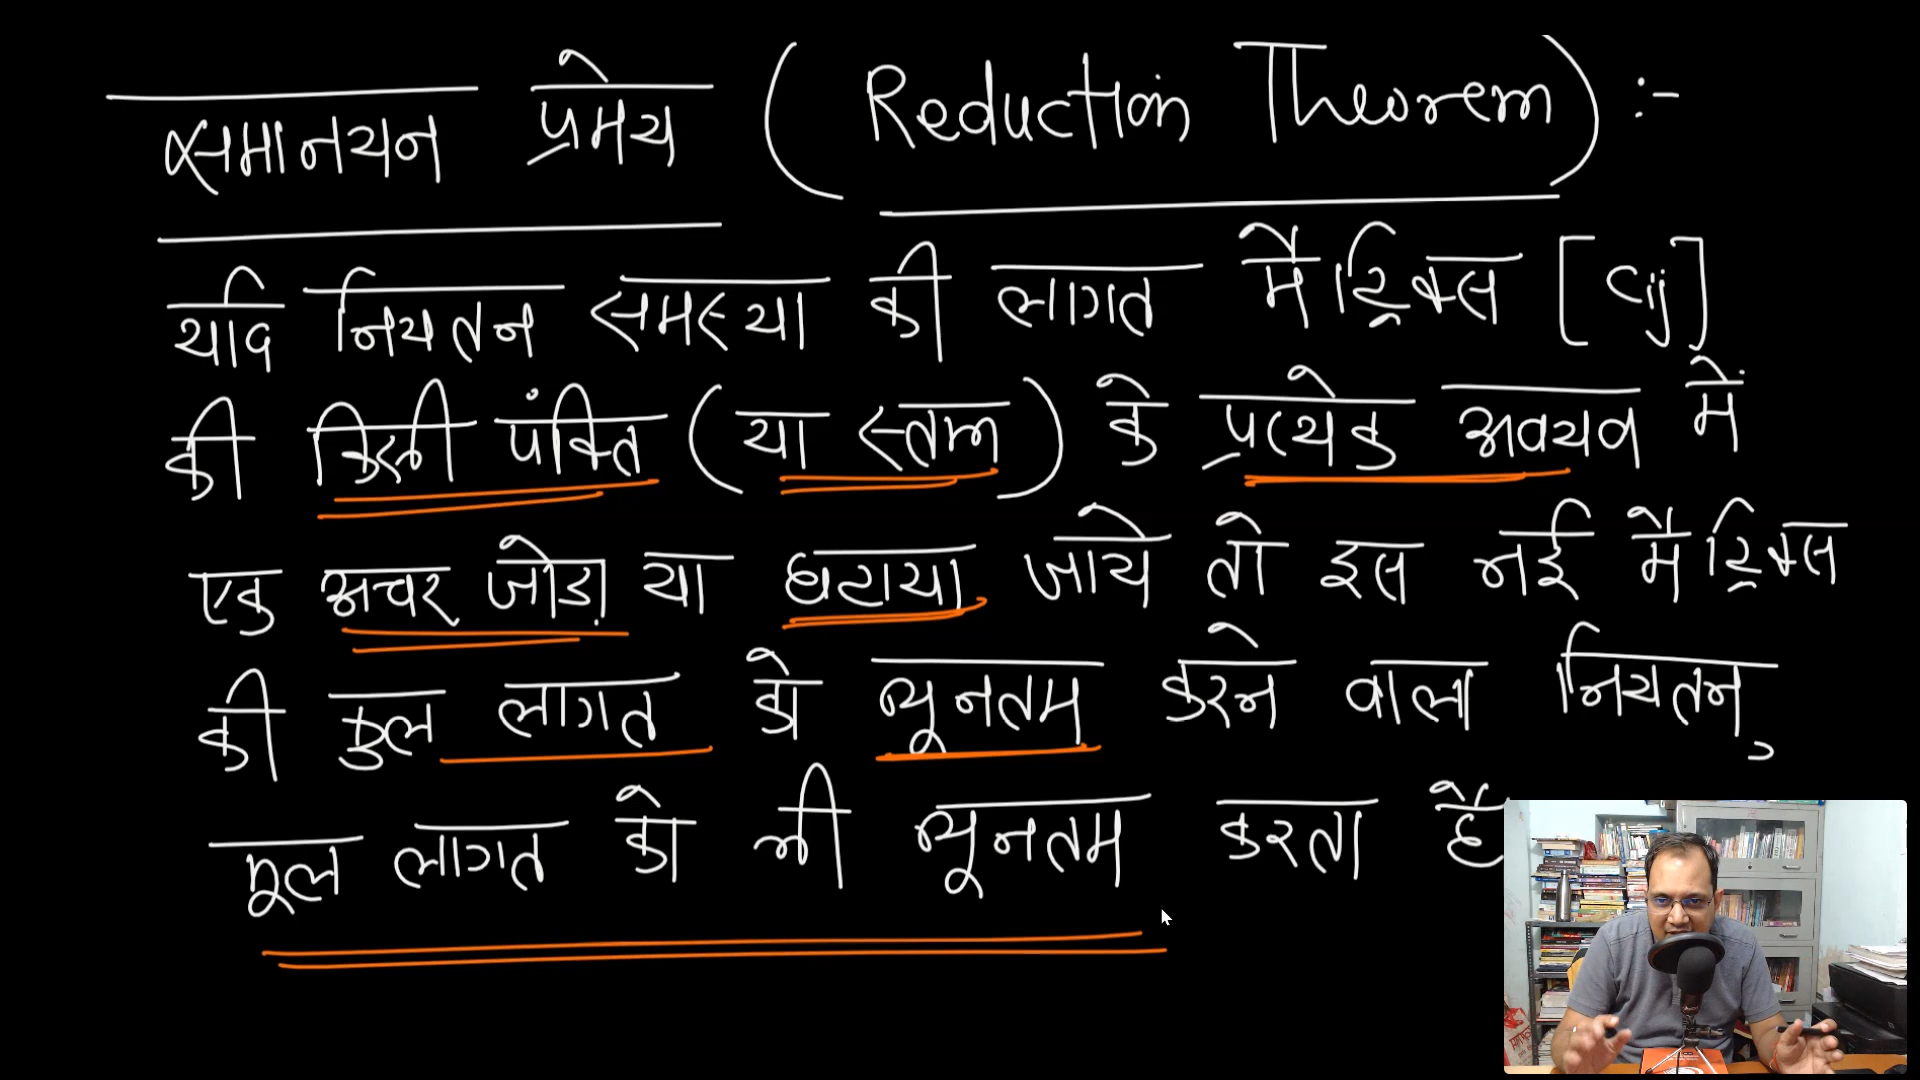 समानयन प्रमेय (Reduction Theorem) :-
यदि नियतन समस्या की लागत मैट्रिक्स [cij]
की किसी पंक्ति (या स्तम्भ) के प्रत्येक अवयव में
एक अचर जोडा़ या घटाया जाये तो इस नई मैट्रिक्स
की कुल लागत को न्यूनतम करने वाला नियतन,
मूल लागत को भी न्यूनतम करता है